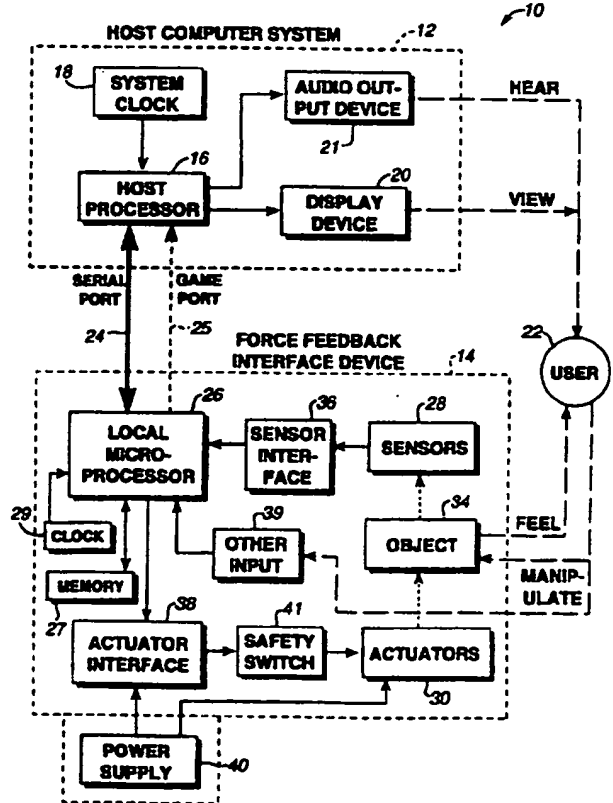 10
HOST COMPUTER SYSTEM
12
18
SYSTEM
CLOCK
AUDIO OUT-
PUT DEVICE
21
HEAR
16
HOST
PROCESSOR
20
DISPLAY
DEVICE
VIEW
SERIAL
PORT
24
GAME
PORT
25
FORCE FEEDBACK
INTERFACE DEVICE
14
22
USER
26
LOCAL
MICRO-
PROCESSOR
36
SENSOR
INTER-
FACE
28
SENSORS
29
CLOCK
39
OTHER
INPUT
34
OBJECT
FEEL
MANIP-
ULATE
MEMORY
27
38
ACTUATOR
INTERFACE
41
SAFETY
SWITCH
ACTUATORS
30
POWER
SUPPLY
40